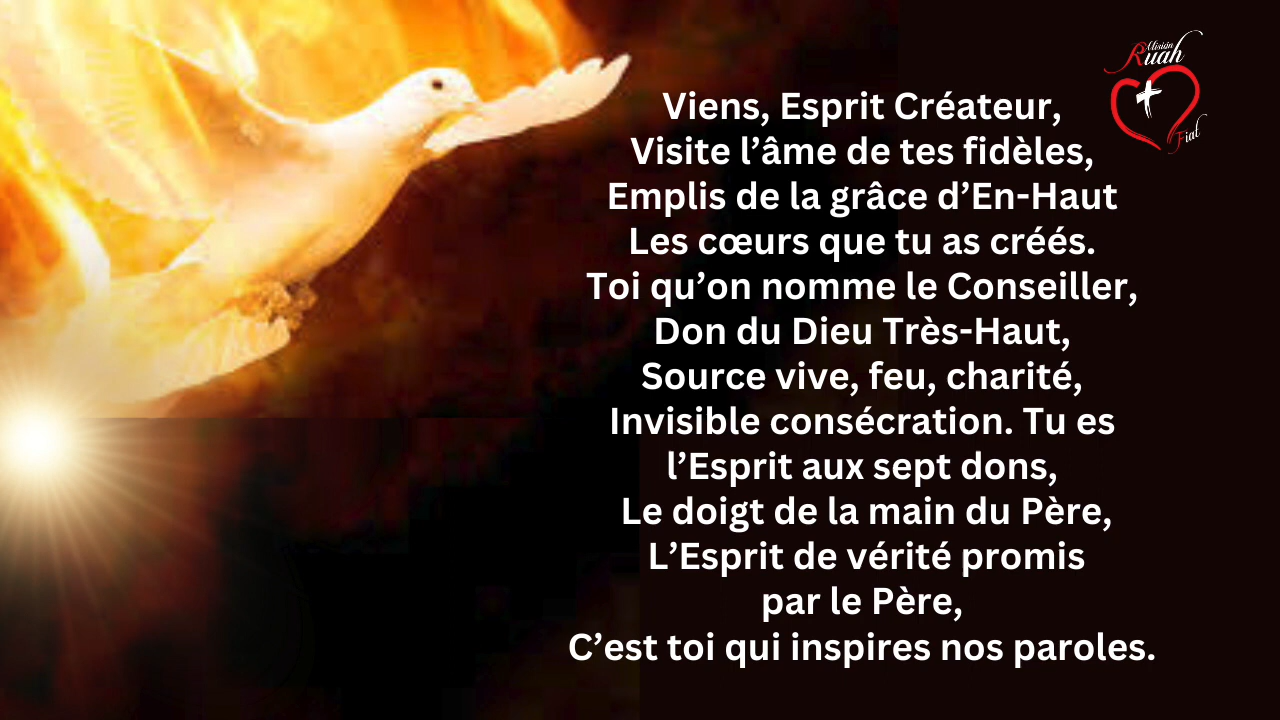 Misión
Ruah
Fiat
Viens, Esprit Créateur,
Visite l’âme de tes fidèles,
Emplis de la grâce d’En-Haut
Les cœurs que tu as créés.
Toi qu’on nomme le Conseiller,
Don du Dieu Très-Haut,
Source vive, feu, charité,
Invisible consécration. Tu es
l’Esprit aux sept dons,
Le doigt de la main du Père,
L’Esprit de vérité promis
par le Père,
C’est toi qui inspires nos paroles.